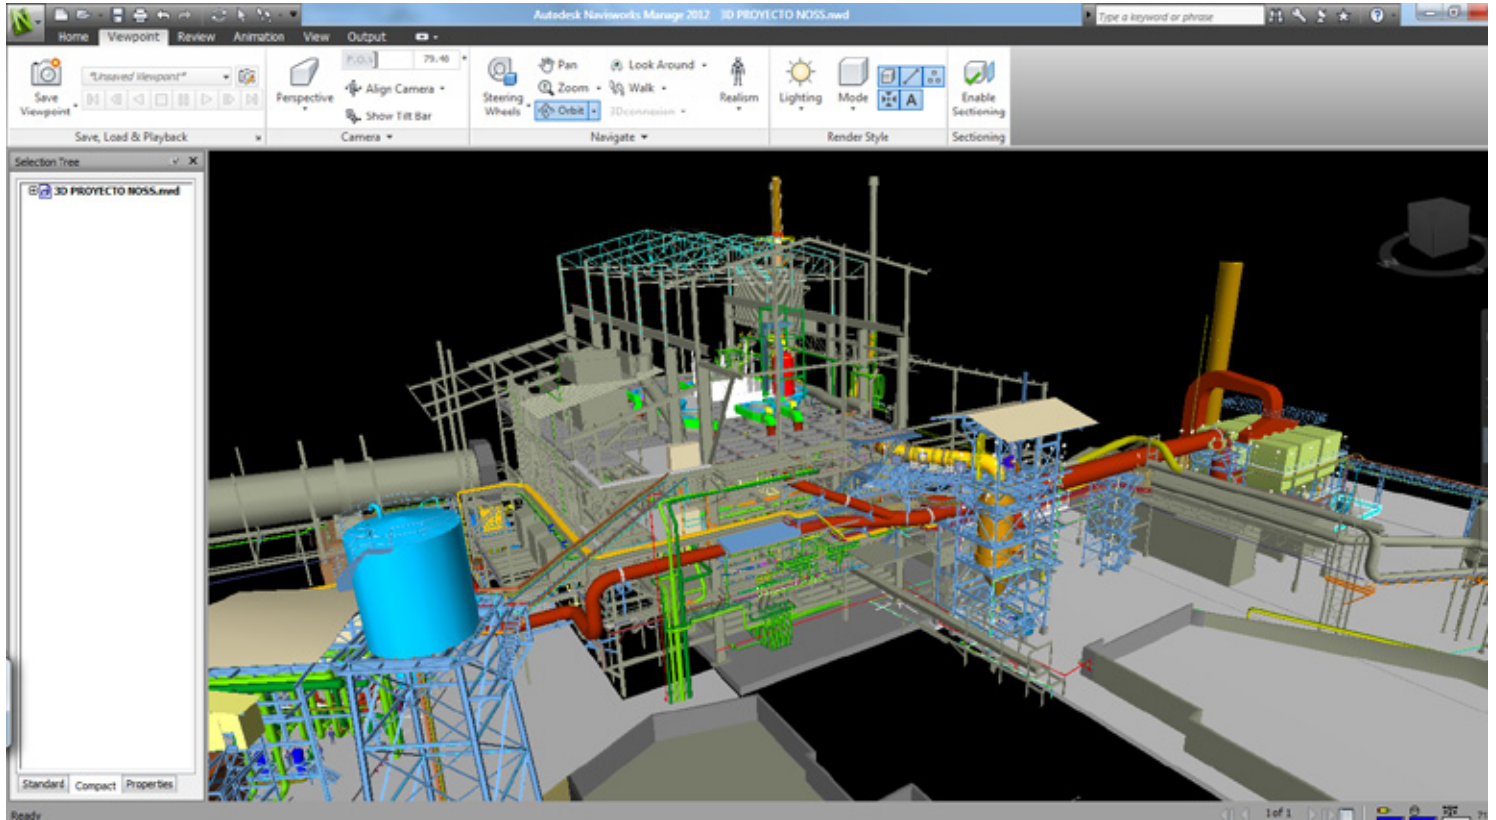 Autodesk Navisworks Manage 2012 3D PROYECTO NOSS.nwd
Type a keyword or phrase
Home Viewpoint Review Animation View Output
"Unsaved Viewpoint"
Save Viewpoint
Save, Load & Playback
Perspective
F.O.V. 79.40
Align Camera
Show Tilt Bar
Camera
Steering Wheels
Pan
Zoom
Orbit
Look Around
Walk
3Dconnexion
Realism
Navigate
Lighting
Mode
A
Render Style
Enable Sectioning
Sectioning
Selection Tree
3D PROYECTO NOSS.nwd
Standard Compact Properties
Ready
1 of 1